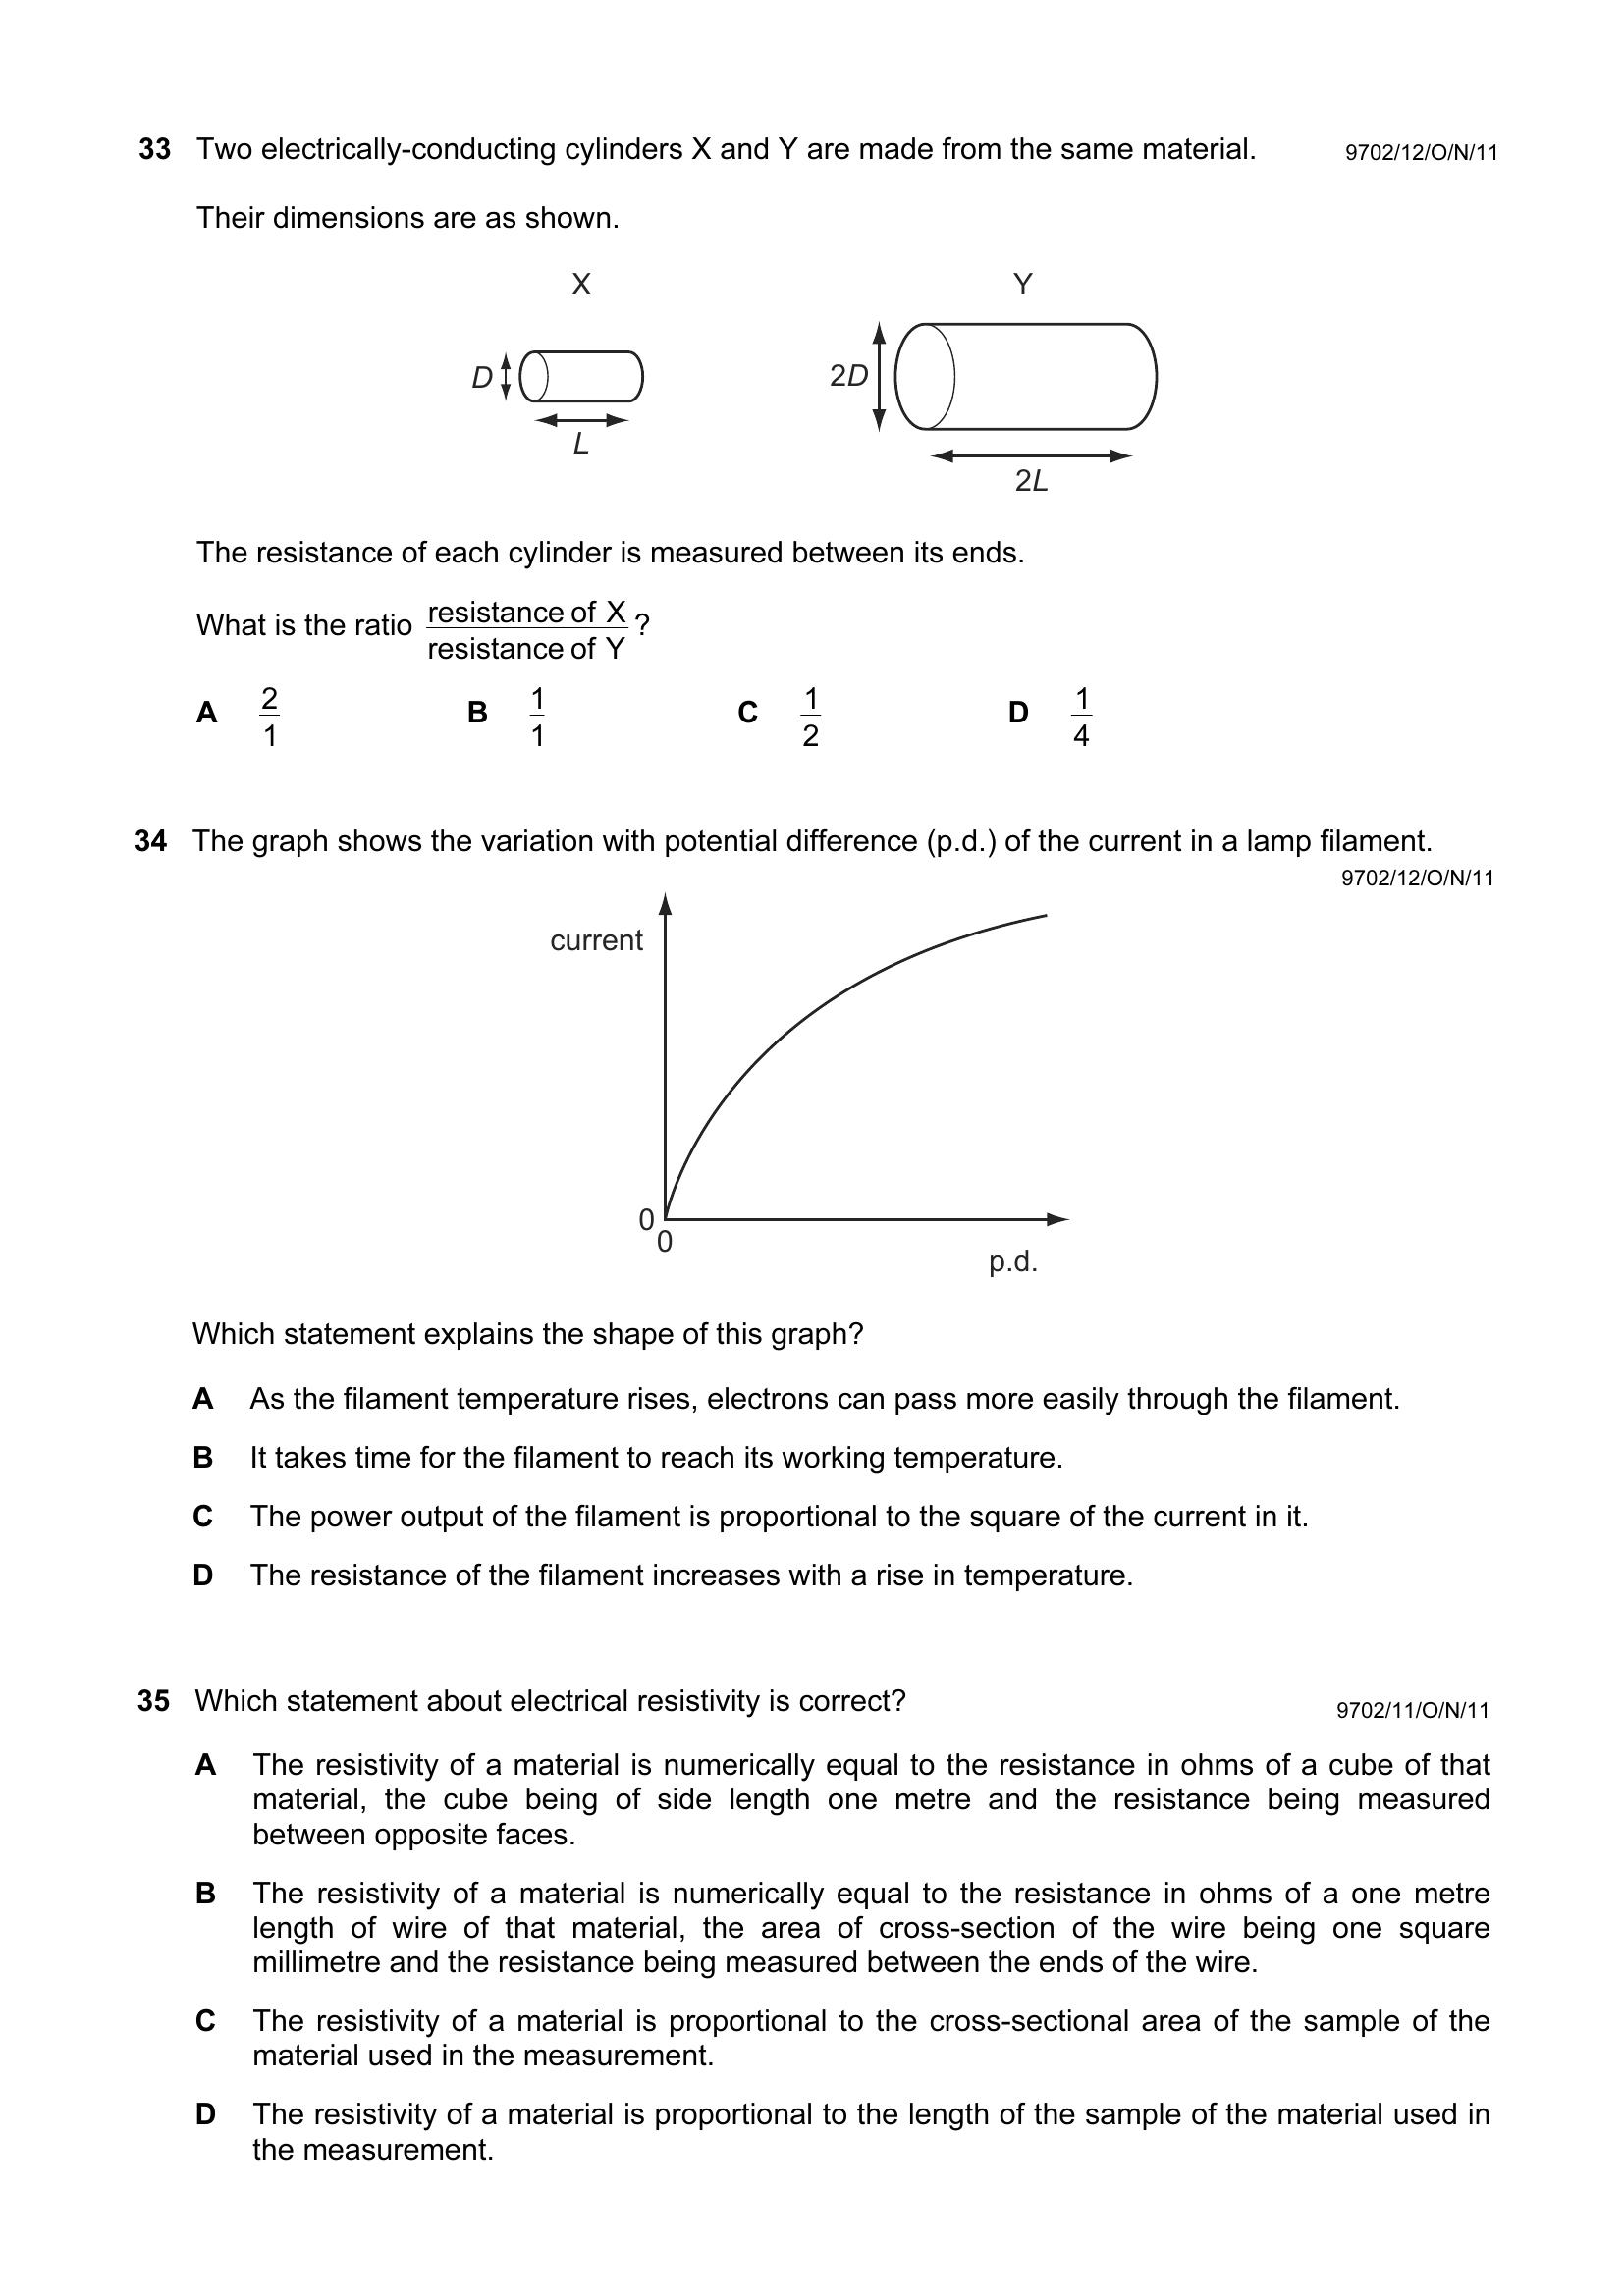 33 Two electrically-conducting cylinders X and Y are made from the same material. 9702/12/O/N/11
Their dimensions are as shown.
X Y
D 2D
L
2L
The resistance of each cylinder is measured between its ends.
What is the ratio resistance of X / resistance of Y ?
A 2/1 B 1/1 C 1/2 D 1/4
34 The graph shows the variation with potential difference (p.d.) of the current in a lamp filament.
9702/12/O/N/11
current
0
0
p.d.
Which statement explains the shape of this graph?
A As the filament temperature rises, electrons can pass more easily through the filament.
B It takes time for the filament to reach its working temperature.
C The power output of the filament is proportional to the square of the current in it.
D The resistance of the filament increases with a rise in temperature.
35 Which statement about electrical resistivity is correct? 9702/11/O/N/11
A The resistivity of a material is numerically equal to the resistance in ohms of a cube of that
material, the cube being of side length one metre and the resistance being measured
between opposite faces.
B The resistivity of a material is numerically equal to the resistance in ohms of a one metre
length of wire of that material, the area of cross-section of the wire being one square
millimetre and the resistance being measured between the ends of the wire.
C The resistivity of a material is proportional to the cross-sectional area of the sample of the
material used in the measurement.
D The resistivity of a material is proportional to the length of the sample of the material used in
the measurement.